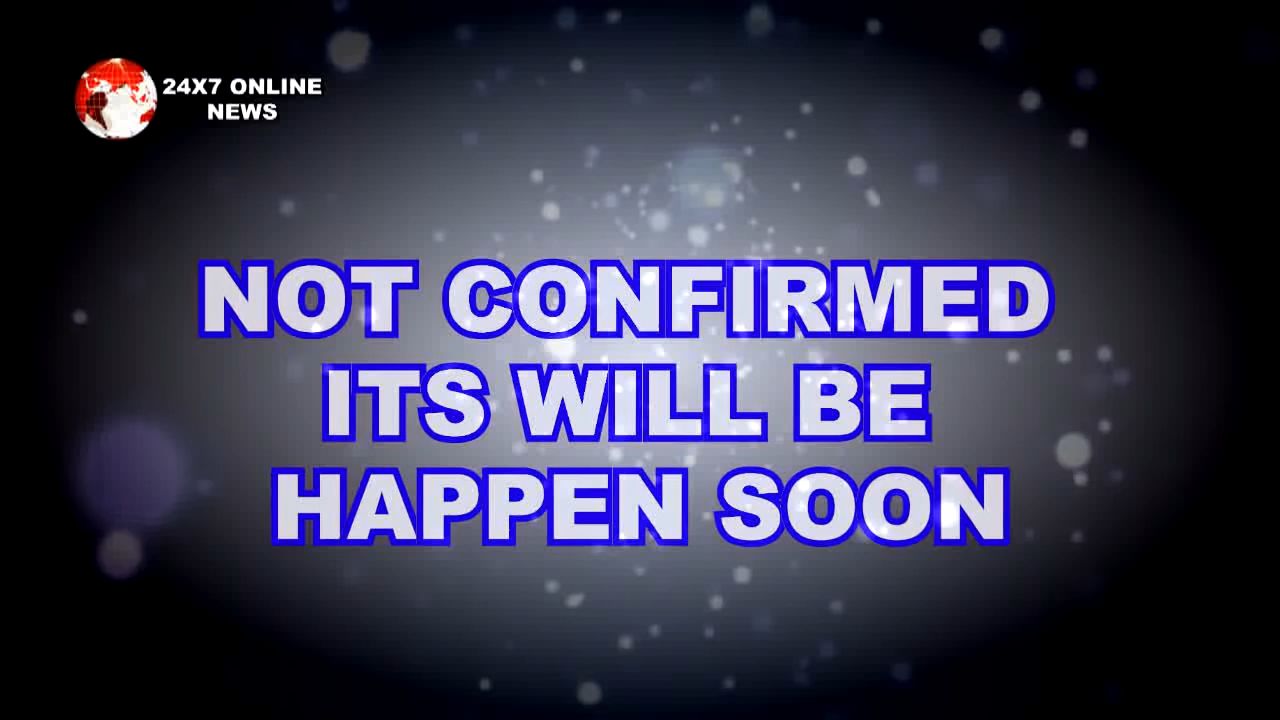 24X7 ONLINE
NEWS
NOT CONFIRMED
ITS WILL BE
HAPPEN SOON